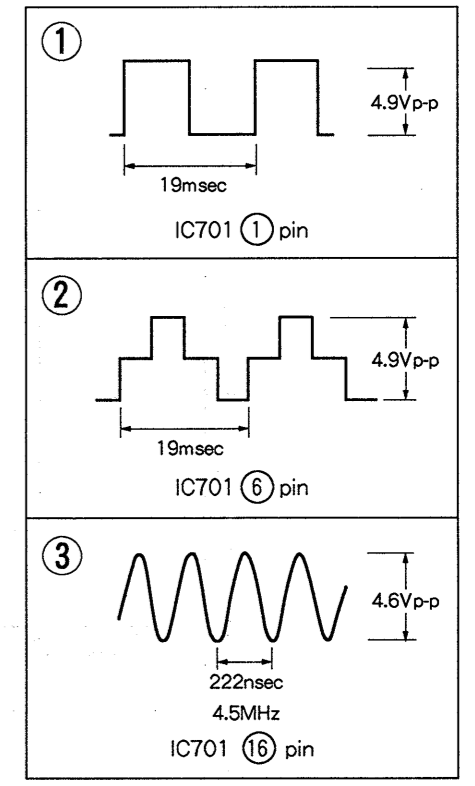 ①
4.9Vp-p
19msec
IC701 ① pin
②
4.9Vp-p
19msec
IC701 ⑥ pin
③
4.6Vp-p
222nsec
4.5MHz
IC701 ⑯ pin